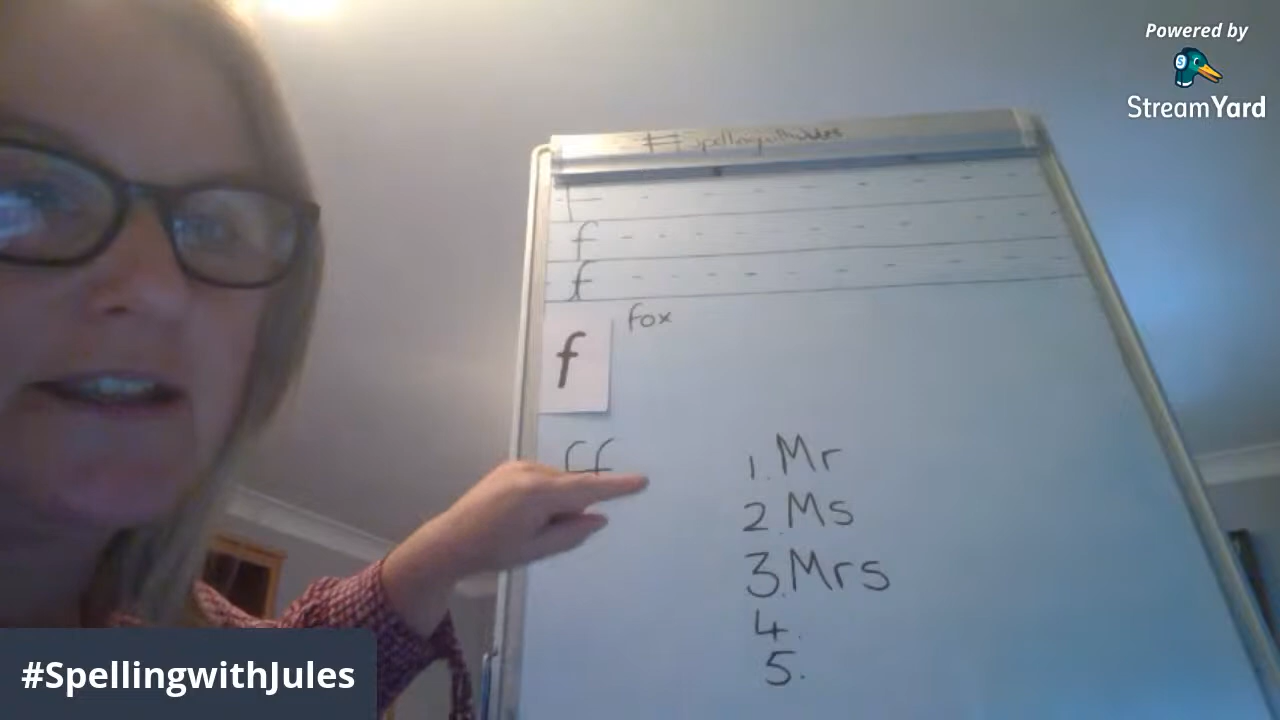 Powered by
StreamYard
#SpellingwithJules
f
f
f
fox
f
ff
1. Mr
2. Ms
3. Mrs
4.
5.
#SpellingwithJules